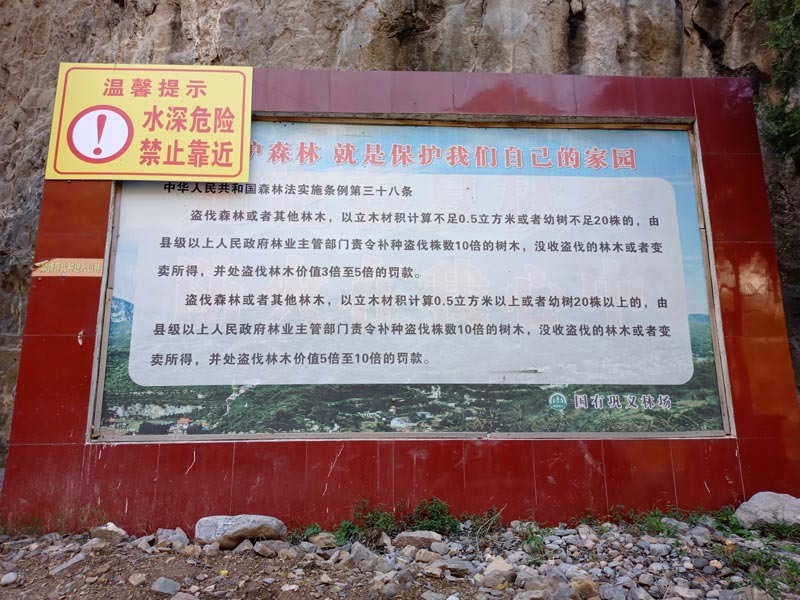 温馨提示
水深危险
禁止靠近
护森林 就是保护我们自己的家园
中华人民共和国森林法实施条例第三十八条
盗伐森林或者其他林木，以立木材积计算不足0.5立方米或者幼树不足20株的，由
县级以上人民政府林业主管部门责令补种盗伐株数10倍的树木，没收盗伐的林木或者变
卖所得，并处盗伐林木价值3倍至5倍的罚款。
盗伐森林或者其他林木，以立木材积计算0.5立方米以上或者幼树20株以上的，由
县级以上人民政府林业主管部门责令补种盗伐株数10倍的树木，没收盗伐的林木或者变
卖所得，并处盗伐林木价值5倍至10倍的罚款。
国有巩义林场